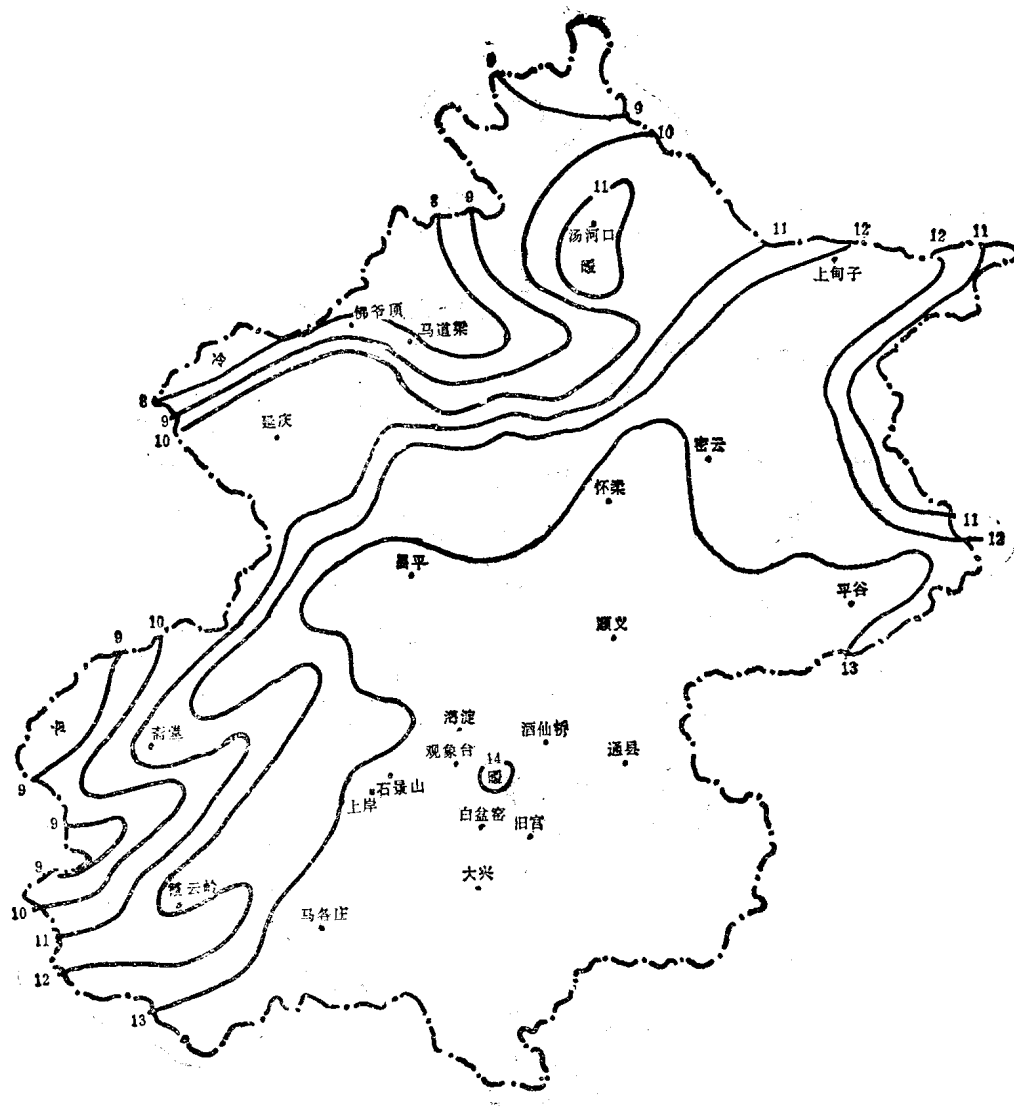 9
10
11
汤河口
暖
8
9
11
12
12
11
上甸子
佛爷顶
马道梁
冷
8
9
10
延庆
密云
怀柔
11
12
昌平
平谷
顺义
10
9
13
海淀
酒仙桥
斋堂
观象台
14
暖
通县
石景山
上岸
9
9
白盆窑
旧宫
9
大兴
霞云岭
10
马各庄
11
12
13